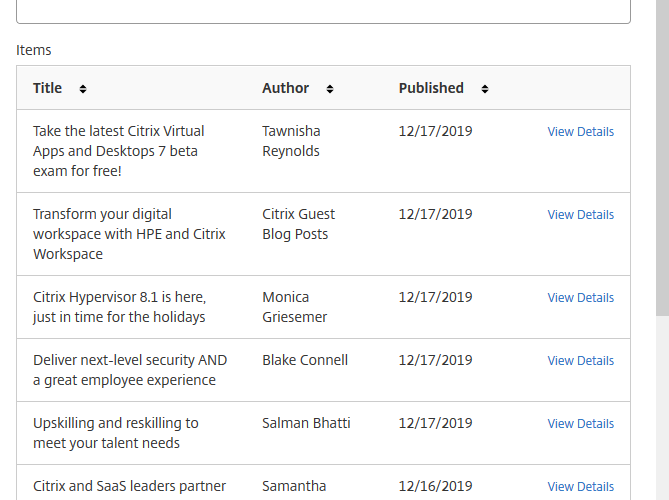 Items
Title Author Published
Take the latest Citrix Virtual Tawnisha 12/17/2019 View Details
Apps and Desktops 7 beta Reynolds
exam for free!
Transform your digital Citrix Guest 12/17/2019 View Details
workspace with HPE and Citrix Blog Posts
Workspace
Citrix Hypervisor 8.1 is here, Monica 12/17/2019 View Details
just in time for the holidays Griesemer
Deliver next-level security AND Blake Connell 12/17/2019 View Details
a great employee experience
Upskilling and reskilling to Salman Bhatti 12/17/2019 View Details
meet your talent needs
Citrix and SaaS leaders partner Samantha 12/16/2019 View Details